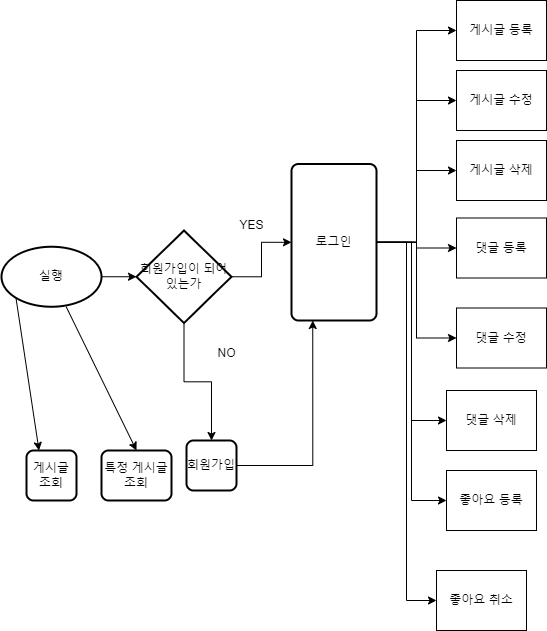 게시글 등록
게시글 수정
게시글 삭제
YES
로그인
댓글 등록
실행
회원가입이 되어
있는가
NO
댓글 수정
댓글 삭제
게시글
조회
특정 게시글
조회
회원가입
좋아요 등록
좋아요 취소